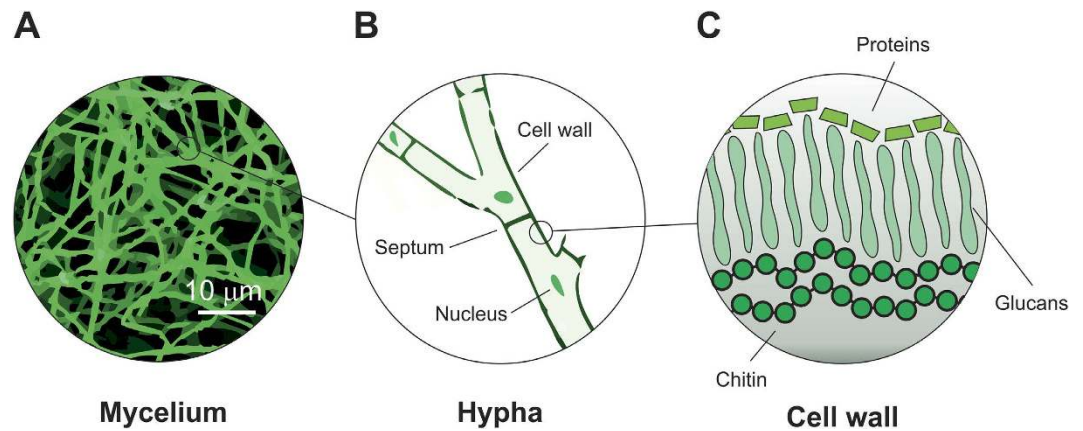 A
B
C
Proteins
Cell wall
Septum
10 μm
Nucleus
Glucans
Chitin
Mycelium
Hypha
Cell wall